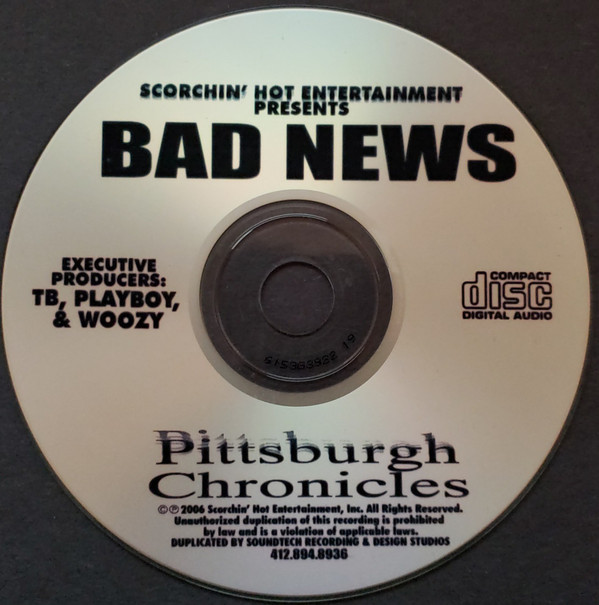 SCORCHIN' HOT ENTERTAINMENT
PRESENTS
BAD NEWS
EXECUTIVE
PRODUCERS:
TB, PLAYBOY,
& WOOZY
COMPACT
disc
DIGITAL AUDIO
Pittsburgh
Chronicles
©℗ 2006 Scorchin' Hot Entertainment, Inc. All Rights Reserved.
Unauthorized duplication of this recording is prohibited
by law and is a violation of applicable laws.
DUPLICATED BY SOUNDTECH RECORDING & DESIGN STUDIOS
412.894.8936